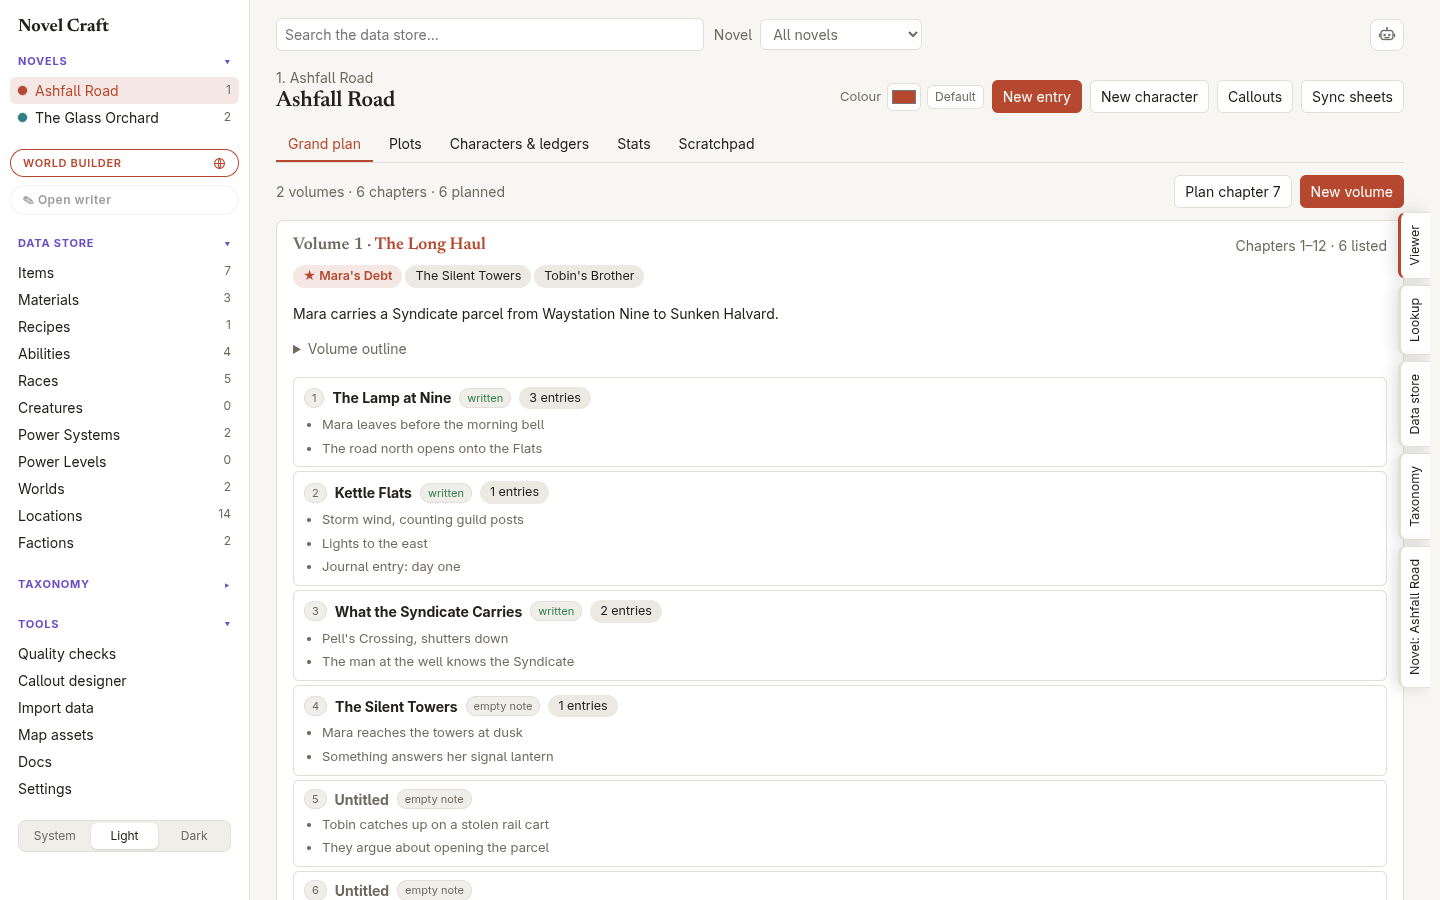 Novel Craft
NOVELS
Ashfall Road 1
The Glass Orchard 2
WORLD BUILDER
Open writer
DATA STORE
Items 7
Materials 3
Recipes 1
Abilities 4
Races 5
Creatures 0
Power Systems 2
Power Levels 0
Worlds 2
Locations 14
Factions 2
TAXONOMY
TOOLS
Quality checks
Callout designer
Import data
Map assets
Docs
Settings
System Light Dark
Search the data store... Novel All novels
1. Ashfall Road
Ashfall Road
Colour Default New entry New character Callouts Sync sheets
Grand plan Plots Characters & ledgers Stats Scratchpad
2 volumes · 6 chapters · 6 planned Plan chapter 7 New volume
Volume 1 · The Long Haul Chapters 1–12 · 6 listed
★ Mara's Debt The Silent Towers Tobin's Brother
Mara carries a Syndicate parcel from Waystation Nine to Sunken Halvard.
Volume outline
1 The Lamp at Nine written 3 entries
• Mara leaves before the morning bell
• The road north opens onto the Flats
2 Kettle Flats written 1 entries
• Storm wind, counting guild posts
• Lights to the east
• Journal entry: day one
3 What the Syndicate Carries written 2 entries
• Pell's Crossing, shutters down
• The man at the well knows the Syndicate
4 The Silent Towers empty note 1 entries
• Mara reaches the towers at dusk
• Something answers her signal lantern
5 Untitled empty note
• Tobin catches up on a stolen rail cart
• They argue about opening the parcel
6 Untitled empty note
Viewer
Lookup
Data store
Taxonomy
Novel: Ashfall Road